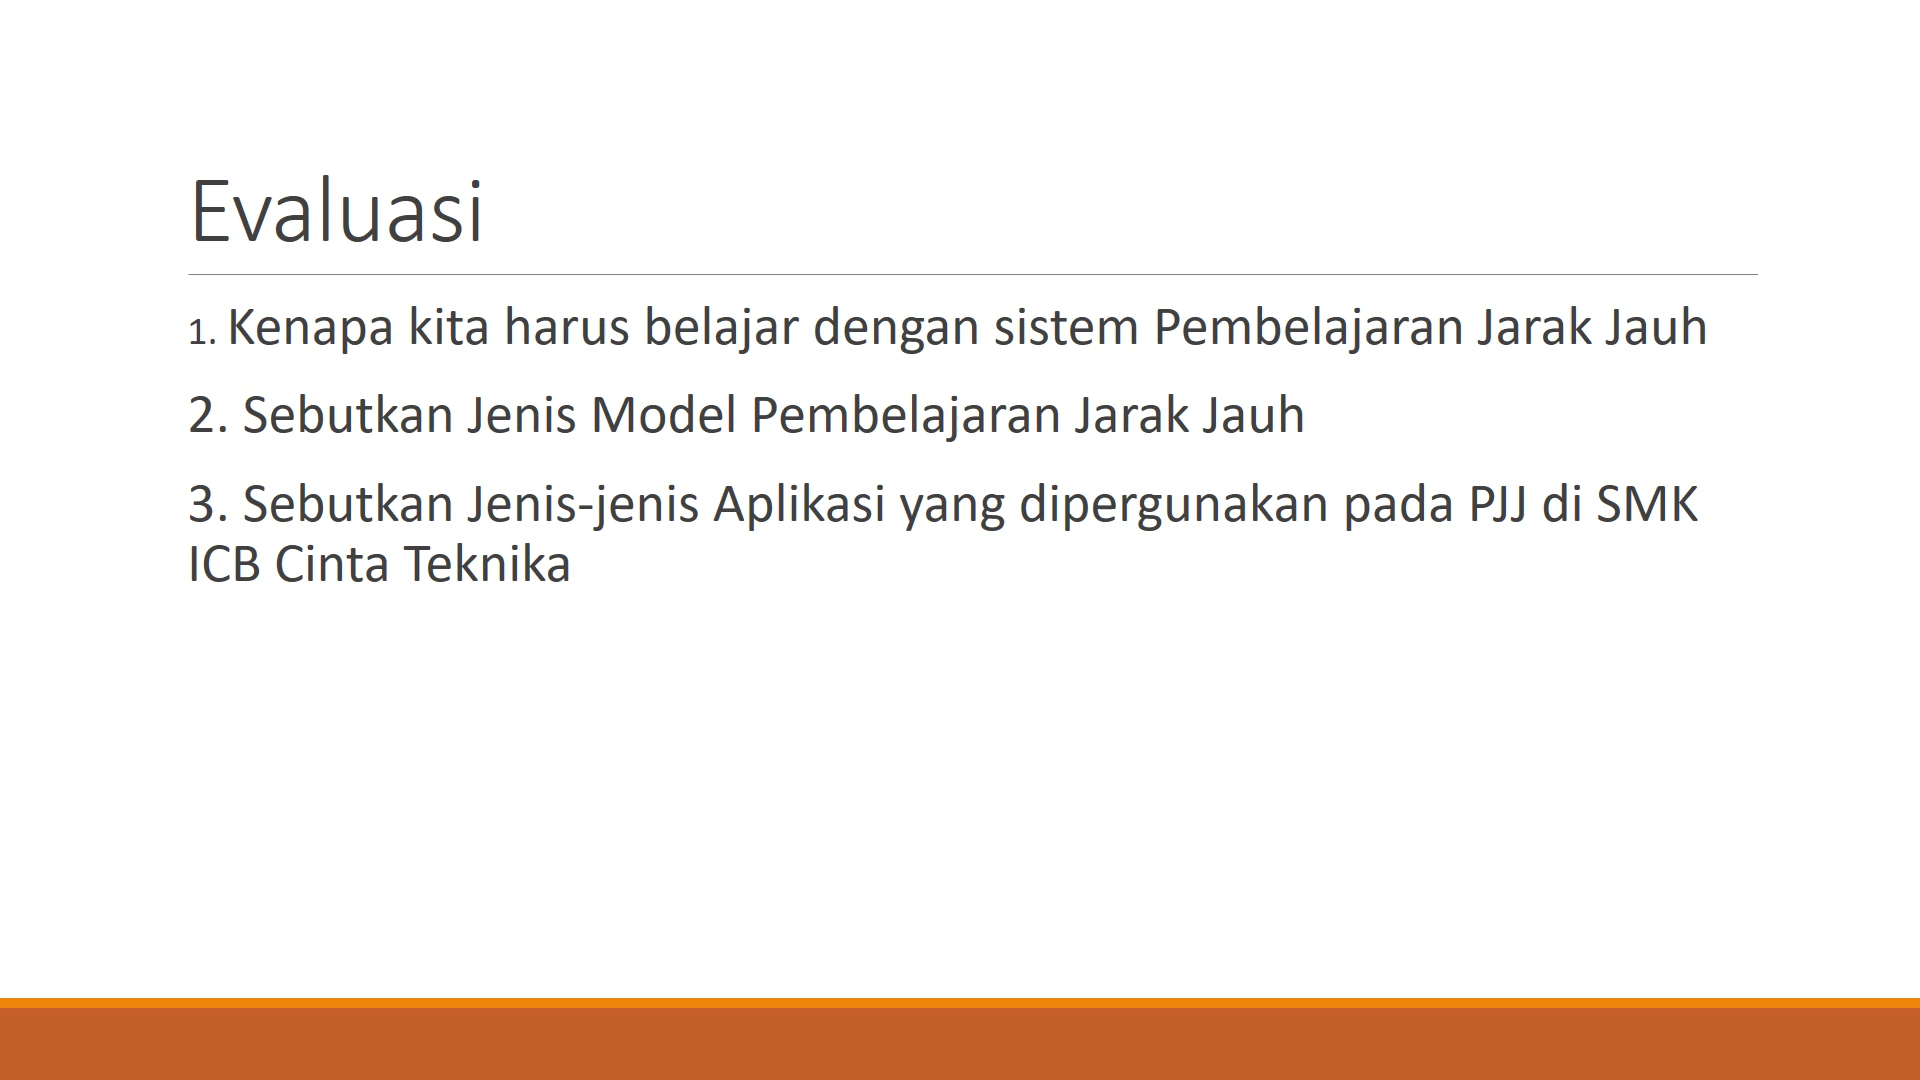 Evaluasi
1. Kenapa kita harus belajar dengan sistem Pembelajaran Jarak Jauh
2. Sebutkan Jenis Model Pembelajaran Jarak Jauh
3. Sebutkan Jenis-jenis Aplikasi yang dipergunakan pada PJJ di SMK
ICB Cinta Teknika